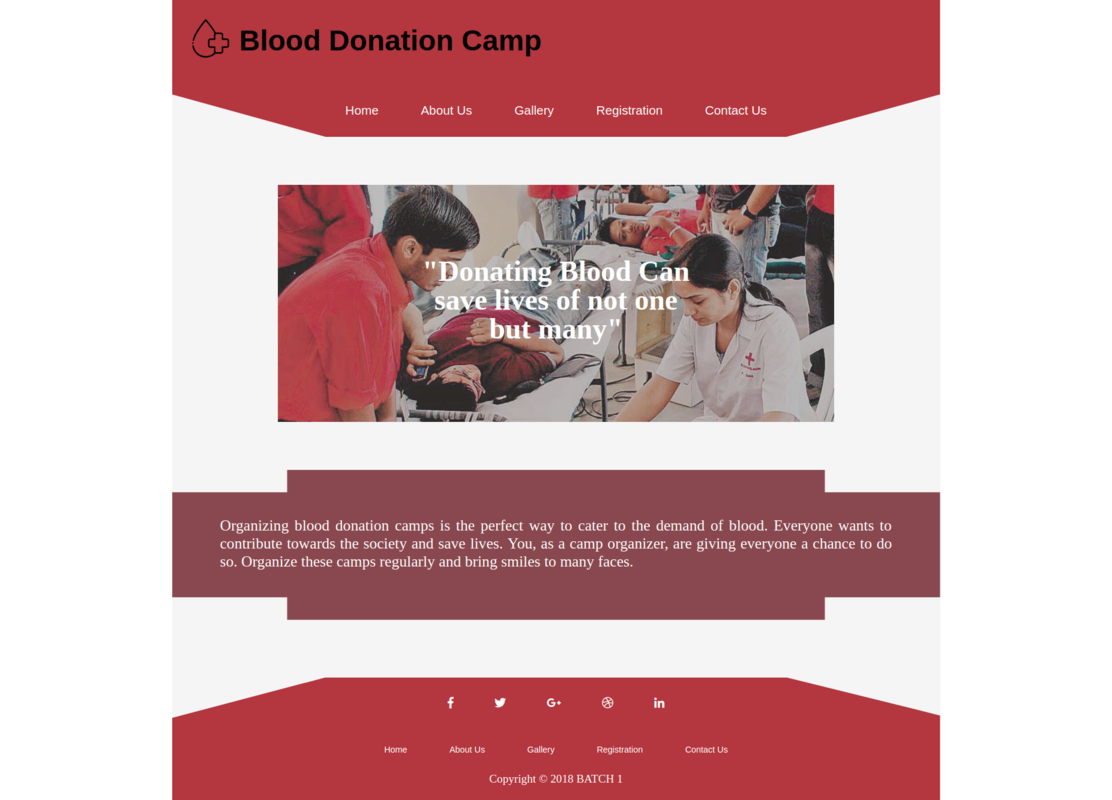 Blood Donation Camp
Home About Us Gallery Registration Contact Us
"Donating Blood Can
save lives of not one
but many"
Organizing blood donation camps is the perfect way to cater to the demand of blood. Everyone wants to
contribute towards the society and save lives. You, as a camp organizer, are giving everyone a chance to do
so. Organize these camps regularly and bring smiles to many faces.
Home About Us Gallery Registration Contact Us
Copyright © 2018 BATCH 1